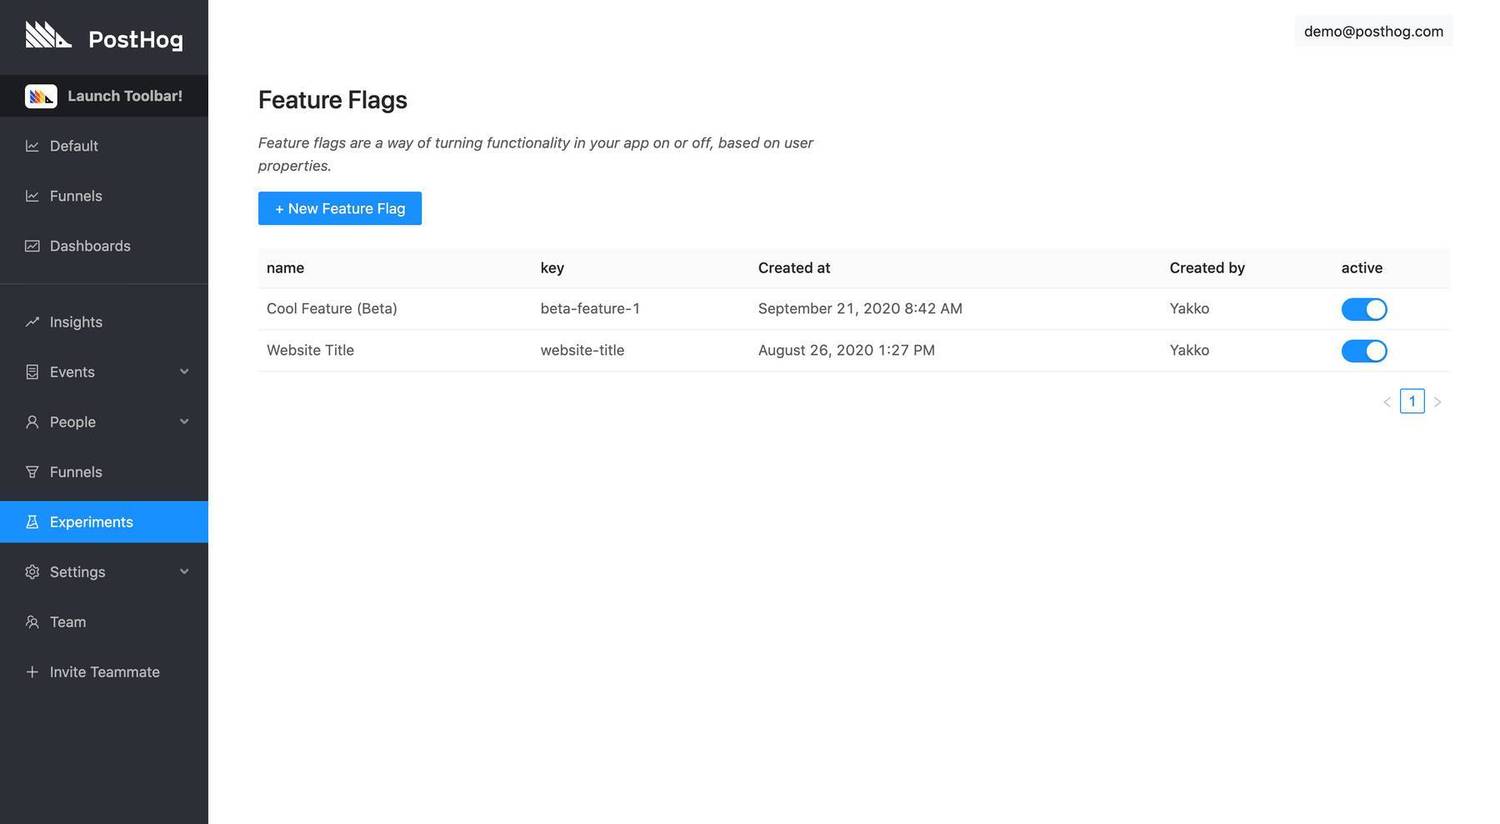 PostHog
Launch Toolbar!
Default
Funnels
Dashboards
Insights
Events
People
Funnels
Experiments
Settings
Team
Invite Teammate
demo@posthog.com
Feature Flags
Feature flags are a way of turning functionality in your app on or off, based on user
properties.
+ New Feature Flag
name key Created at Created by active
Cool Feature (Beta) beta-feature-1 September 21, 2020 8:42 AM Yakko
Website Title website-title August 26, 2020 1:27 PM Yakko
< 1 >